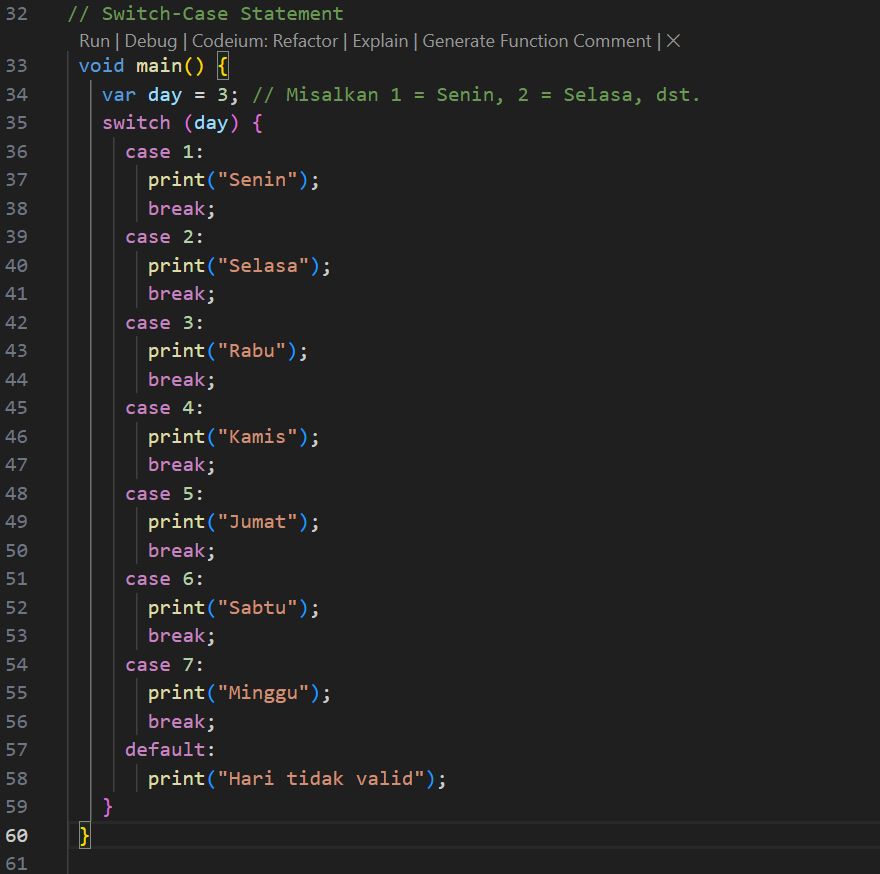 32 // Switch-Case Statement
Run | Debug | Codeium: Refactor | Explain | Generate Function Comment | ✕
33 void main() {
34 var day = 3; // Misalkan 1 = Senin, 2 = Selasa, dst.
35 switch (day) {
36 case 1:
37 print("Senin");
38 break;
39 case 2:
40 print("Selasa");
41 break;
42 case 3:
43 print("Rabu");
44 break;
45 case 4:
46 print("Kamis");
47 break;
48 case 5:
49 print("Jumat");
50 break;
51 case 6:
52 print("Sabtu");
53 break;
54 case 7:
55 print("Minggu");
56 break;
57 default:
58 print("Hari tidak valid");
59 }
60 }
61